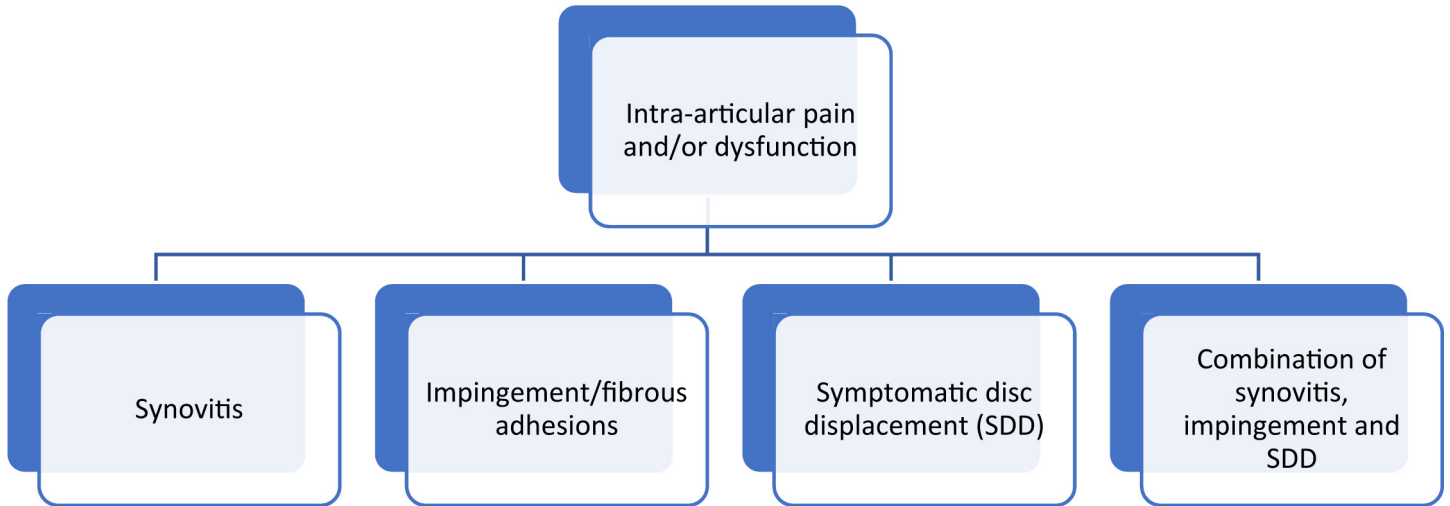 Intra-articular pain
and/or dysfunction
Synovitis
Impingement/fibrous
adhesions
Symptomatic disc
displacement (SDD)
Combination of
synovitis,
impingement and
SDD